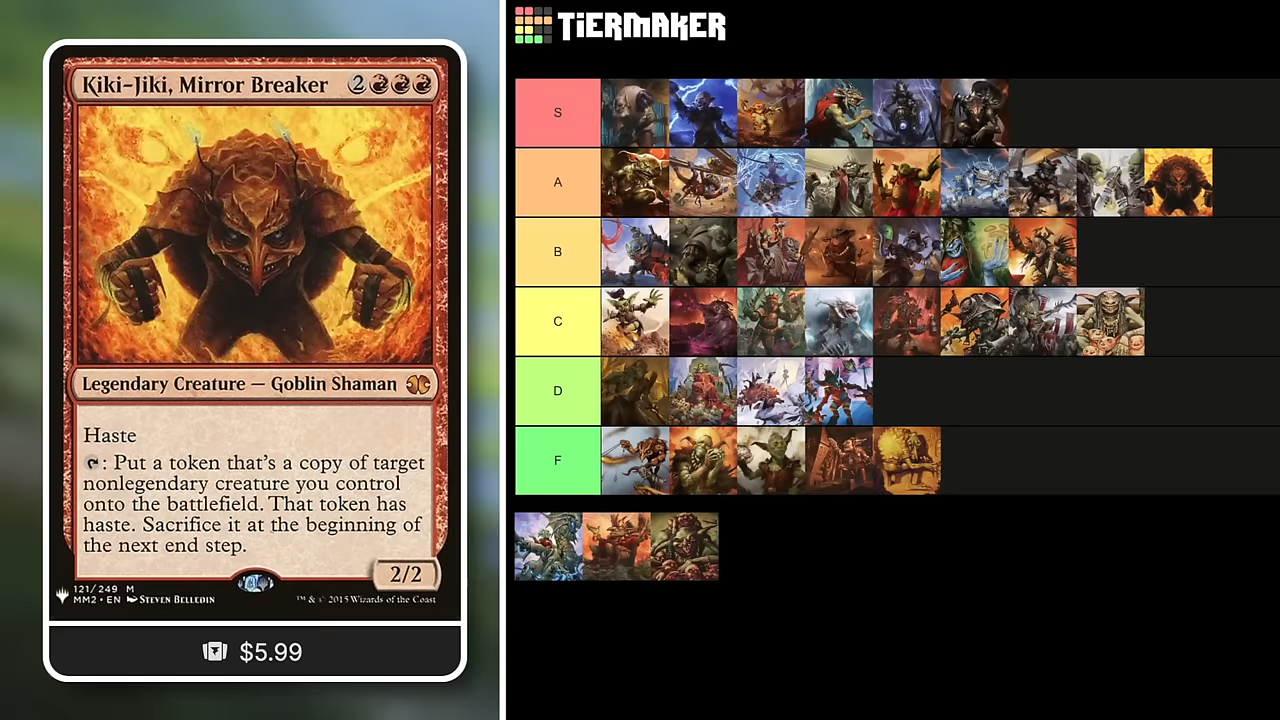 Kiki-Jiki, Mirror Breaker 2
Legendary Creature — Goblin Shaman
Haste
: Put a token that's a copy of target
nonlegendary creature you control
onto the battlefield. That token has
haste. Sacrifice it at the beginning of
the next end step.
2/2
121/249 M
MM2 • EN Steven Belledin
™ & © 2015 Wizards of the Coast
$5.99
TiERMAKER
S
A
B
C
D
F